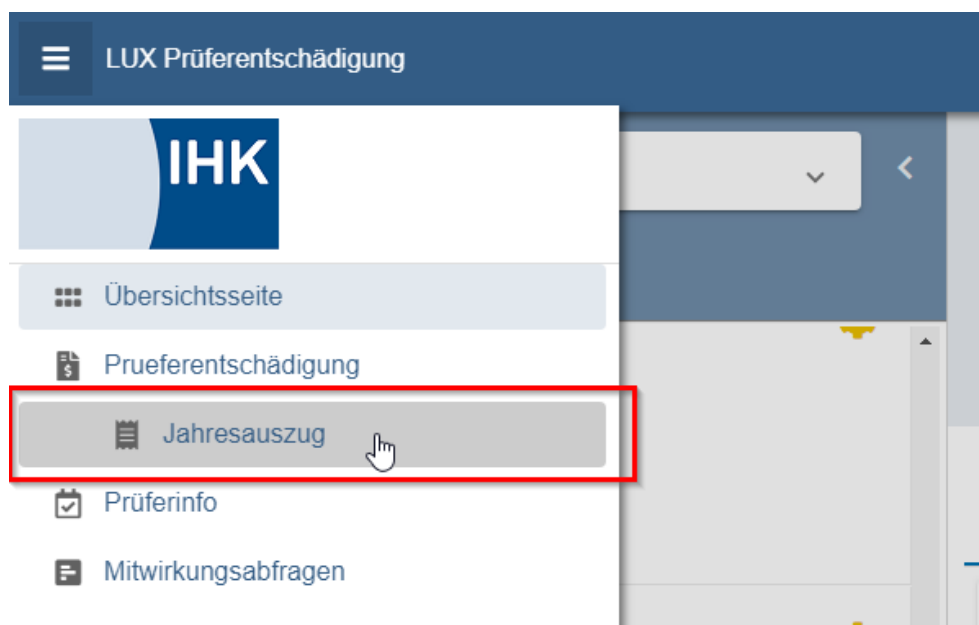 LUX Prüferentschädigung
IHK
Übersichtsseite
Prueferentschädigung
Jahresauszug
Prüferinfo
Mitwirkungsabfragen